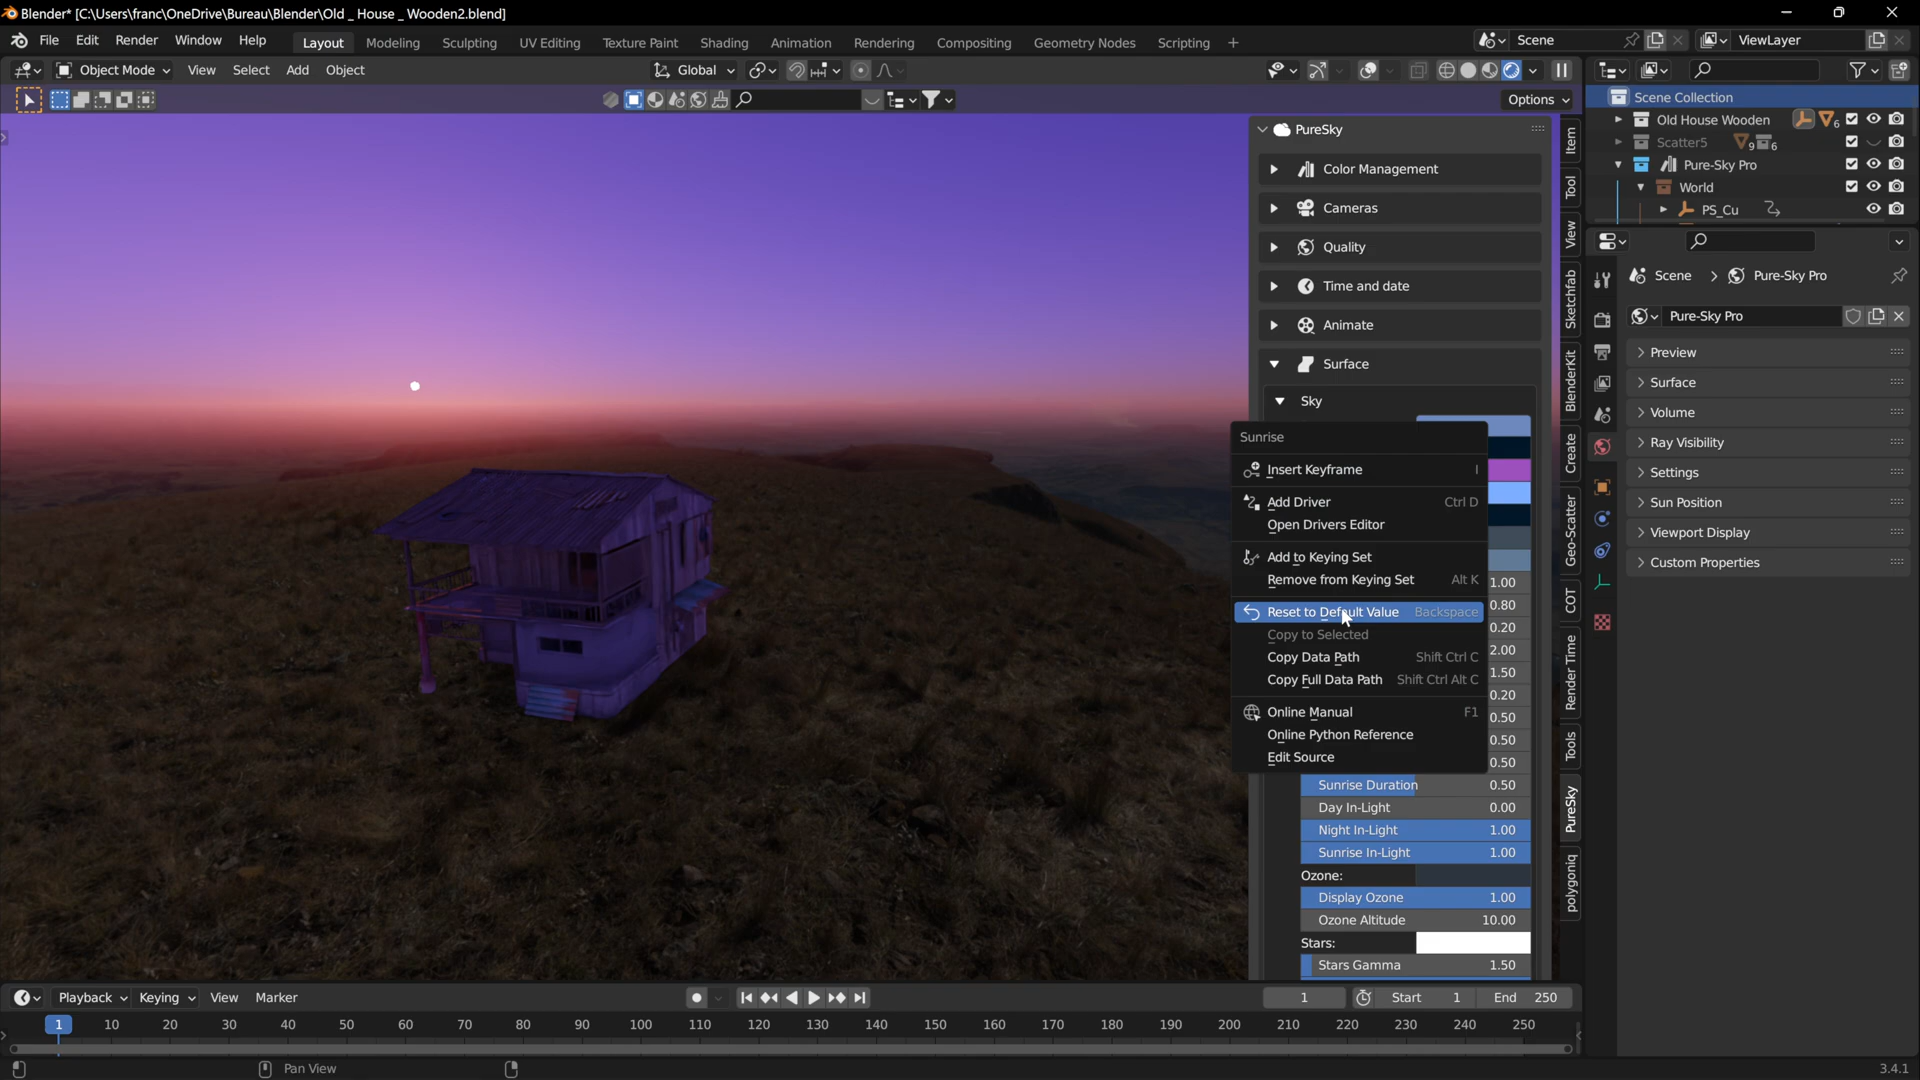 Blender* [C:\Users\franc\OneDrive\Bureau\Blender\Old _ House _ Wooden2.blend]
File Edit Render Window Help Layout Modeling Sculpting UV Editing Texture Paint Shading Animation Rendering Compositing Geometry Nodes Scripting + Scene ViewLayer
Object Mode View Select Add Object Global
Options
PureSky
Color Management
Cameras
Quality
Time and date
Animate
Surface
Sky
Sunrise
Insert Keyframe I
Add Driver Ctrl D
Open Drivers Editor
Add to Keying Set
Remove from Keying Set Alt K
Reset to Default Value Backspace
Copy to Selected
Copy Data Path Shift Ctrl C
Copy Full Data Path Shift Ctrl Alt C
Online Manual F1
Online Python Reference
Edit Source
1.00
0.80
0.20
2.00
1.50
0.20
0.50
0.50
0.50
Sunrise Duration 0.50
Day In-Light 0.00
Night In-Light 1.00
Sunrise In-Light 1.00
Ozone:
Display Ozone 1.00
Ozone Altitude 10.00
Stars:
Stars Gamma 1.50
Item
Tool
View
Sketchfab
BlenderKit
Create
Geo-Scatter
COT
Render Time
Tools
PureSky
polygoniq
Scene Collection
Old House Wooden 6
Scatter5 9 6
Pure-Sky Pro
World
PS_Cu
Scene > Pure-Sky Pro
Pure-Sky Pro
Preview
Surface
Volume
Ray Visibility
Settings
Sun Position
Viewport Display
Custom Properties
Playback Keying View Marker 1 Start 1 End 250
1 10 20 30 40 50 60 70 80 90 100 110 120 130 140 150 160 170 180 190 200 210 220 230 240 250
Pan View
3.4.1